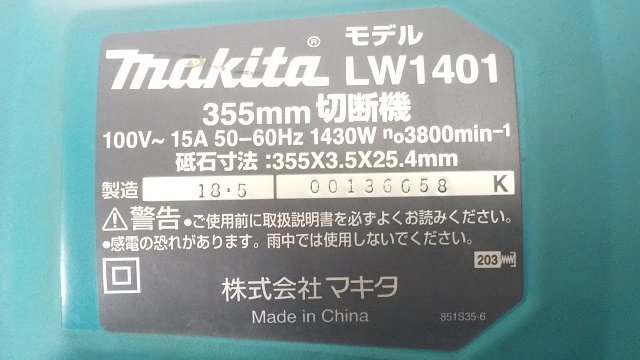 makita® モデル LW1401
355mm 切断機
100V~ 15A 50-60Hz 1430W no3800min-1
砥石寸法:355X3.5X25.4mm
製造 18·5 00136658 K
⚠警告 ●ご使用前に取扱説明書を必ずよくお読みください。
●感電の恐れがあります。雨中では使用しないでください。
203
株式会社 マキタ
Made in China 851S35-6